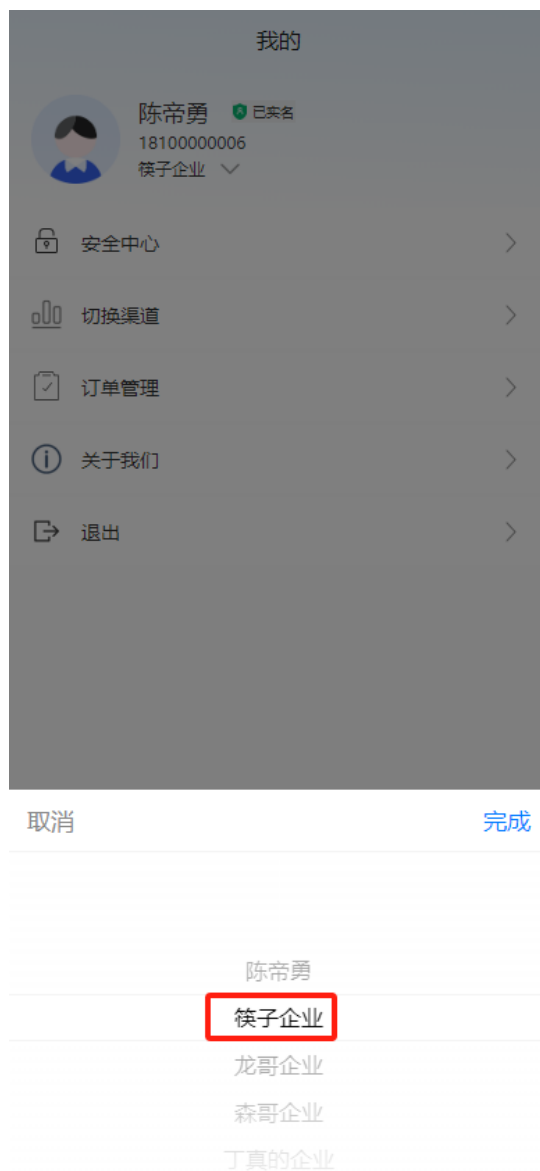 我的
陈帝勇 已实名
18100000006
筷子企业
安全中心
切换渠道
订单管理
关于我们
退出
取消 完成
陈帝勇
筷子企业
龙哥企业
森哥企业
丁真的企业